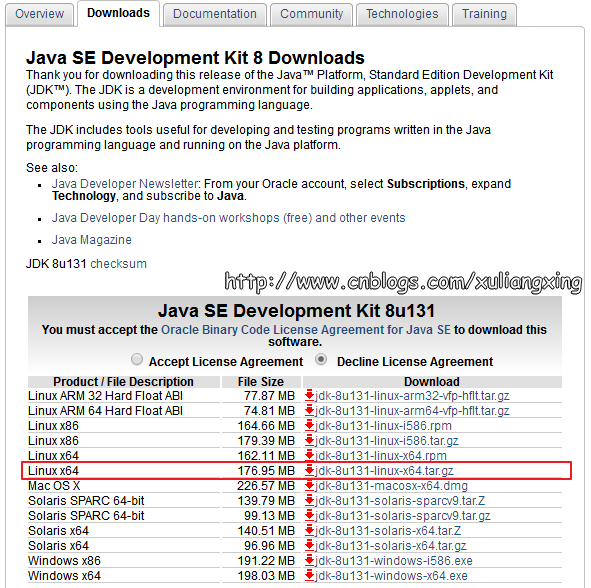 Overview Downloads Documentation Community Technologies Training
Java SE Development Kit 8 Downloads
Thank you for downloading this release of the Java™ Platform, Standard Edition Development Kit
(JDK™). The JDK is a development environment for building applications, applets, and
components using the Java programming language.
The JDK includes tools useful for developing and testing programs written in the Java
programming language and running on the Java platform.
See also:
Java Developer Newsletter: From your Oracle account, select Subscriptions, expand
Technology, and subscribe to Java.
Java Developer Day hands-on workshops (free) and other events
Java Magazine
JDK 8u131 checksum
http://www.cnblogs.com/xuliangxing
Java SE Development Kit 8u131
You must accept the Oracle Binary Code License Agreement for Java SE to download this
software.
Accept License Agreement Decline License Agreement
Product / File Description File Size Download
Linux ARM 32 Hard Float ABI 77.87 MB jdk-8u131-linux-arm32-vfp-hflt.tar.gz
Linux ARM 64 Hard Float ABI 74.81 MB jdk-8u131-linux-arm64-vfp-hflt.tar.gz
Linux x86 164.66 MB jdk-8u131-linux-i586.rpm
Linux x86 179.39 MB jdk-8u131-linux-i586.tar.gz
Linux x64 162.11 MB jdk-8u131-linux-x64.rpm
Linux x64 176.95 MB jdk-8u131-linux-x64.tar.gz
Mac OS X 226.57 MB jdk-8u131-macosx-x64.dmg
Solaris SPARC 64-bit 139.79 MB jdk-8u131-solaris-sparcv9.tar.Z
Solaris SPARC 64-bit 99.13 MB jdk-8u131-solaris-sparcv9.tar.gz
Solaris x64 140.51 MB jdk-8u131-solaris-x64.tar.Z
Solaris x64 96.96 MB jdk-8u131-solaris-x64.tar.gz
Windows x86 191.22 MB jdk-8u131-windows-i586.exe
Windows x64 198.03 MB jdk-8u131-windows-x64.exe